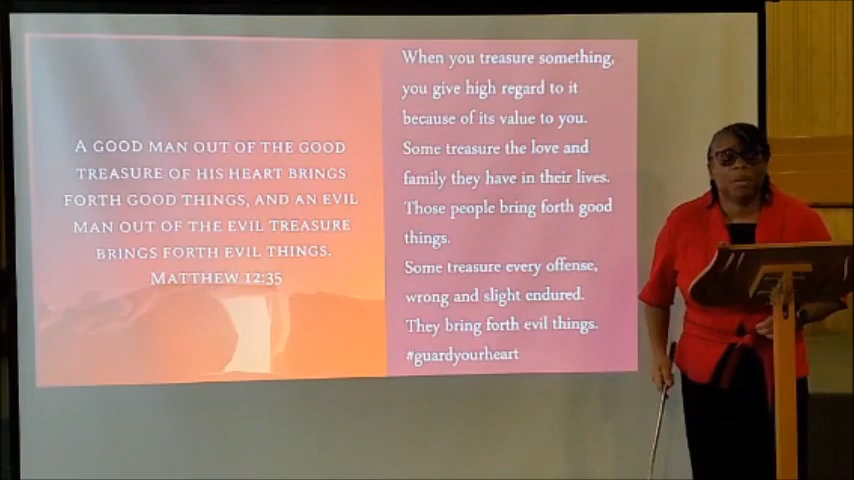 A GOOD MAN OUT OF THE GOOD
TREASURE OF HIS HEART BRINGS
FORTH GOOD THINGS, AND AN EVIL
MAN OUT OF THE EVIL TREASURE
BRINGS FORTH EVIL THINGS.
MATTHEW 12:35
When you treasure something,
you give high regard to it
because of its value to you.
Some treasure the love and
family they have in their lives.
Those people bring forth good
things.
Some treasure every offense,
wrong and slight endured.
They bring forth evil things.
#guardyourheart